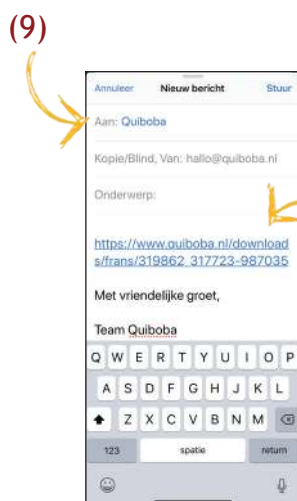 (9)
Annuleer Nieuw bericht Stuur
Aan: Quiboba
Kopie/Blind, Van: hallo@quiboba.nl
Onderwerp:
https://www.quiboba.nl/download
s/frans/319862_317723-987035
Met vriendelijke groet,
Team Quiboba
Q W E R T Y U I O P
A S D F G H J K L
Z X C V B N M
123 spatie return